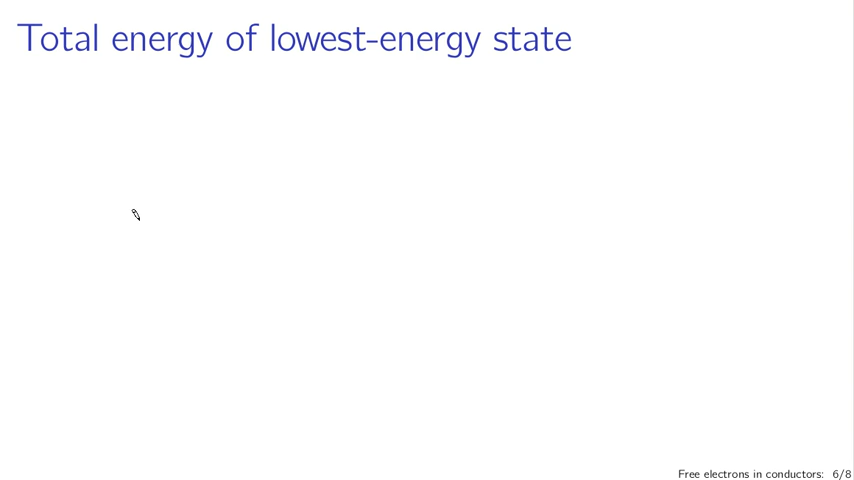 Total energy of lowest-energy state
Free electrons in conductors: 6/8